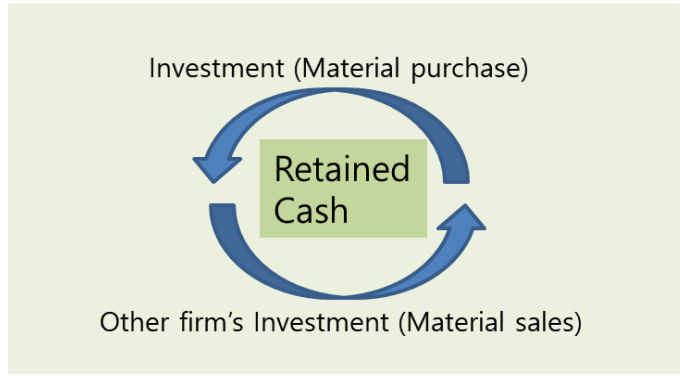 Investment (Material purchase)
Retained
Cash
Other firm's Investment (Material sales)